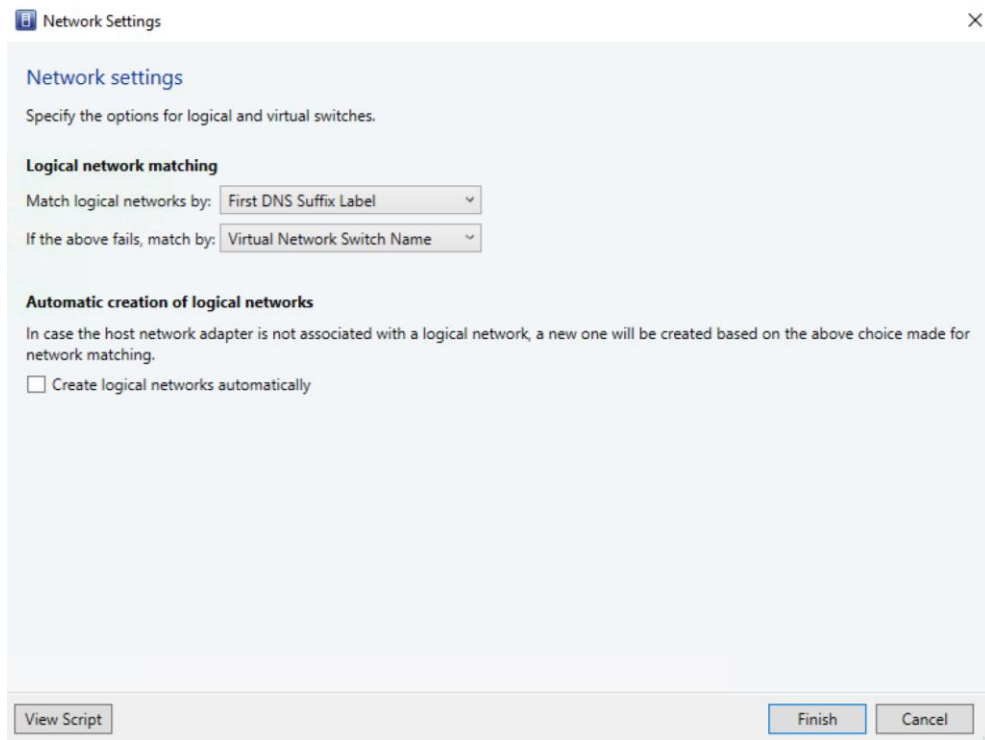 Network Settings
Network settings
Specify the options for logical and virtual switches.
Logical network matching
Match logical networks by: First DNS Suffix Label
If the above fails, match by: Virtual Network Switch Name
Automatic creation of logical networks
In case the host network adapter is not associated with a logical network, a new one will be created based on the above choice made for
network matching.
Create logical networks automatically
View Script Finish Cancel